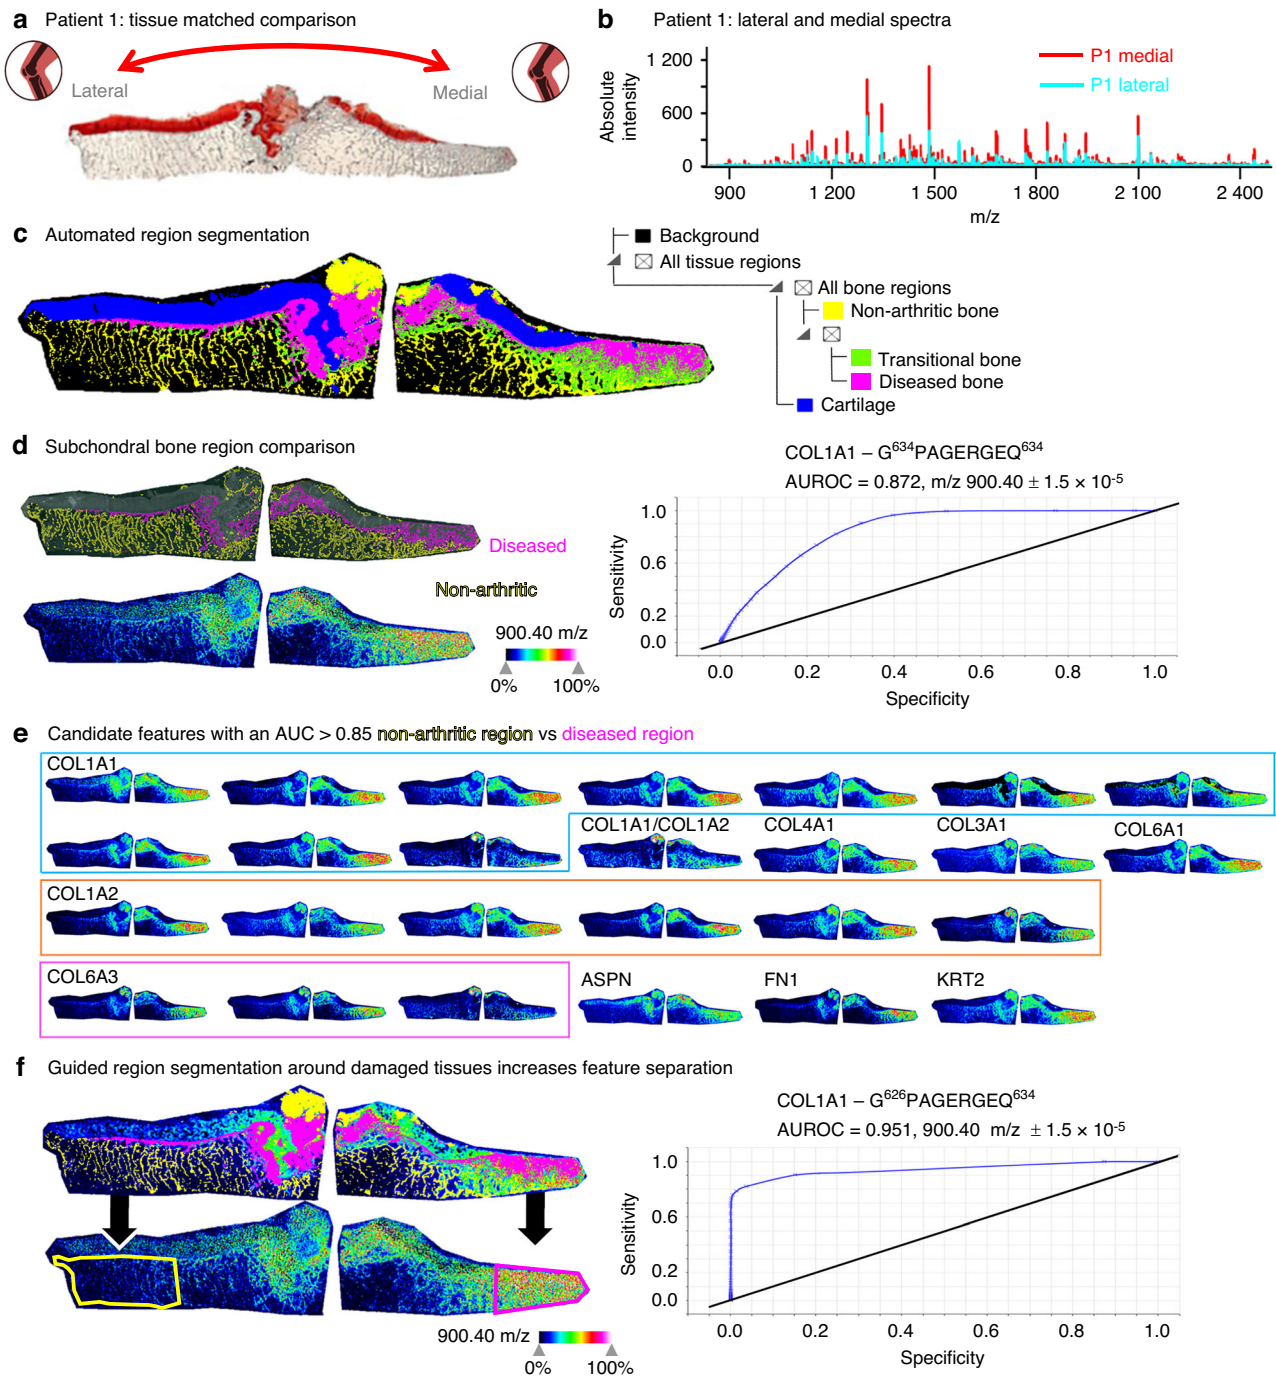 a Patient 1: tissue matched comparison
Lateral
Medial
b Patient 1: lateral and medial spectra
Absolute
intensity
1 200
600
0
P1 medial
P1 lateral
900 1 200 1 500 1 800 2 100 2 400
m/z
c Automated region segmentation
Background
All tissue regions
All bone regions
Non-arthritic bone
Transitional bone
Diseased bone
Cartilage
d Subchondral bone region comparison
Diseased
Non-arthritic
900.40 m/z
0% 100%
COL1A1 – G⁶³⁴PAGERGEQ⁶³⁴
AUROC = 0.872, m/z 900.40 ± 1.5 × 10⁻⁵
Sensitivity
1.0
0.6
0.2
0.0
0.0 0.2 0.4 0.6 0.8 1.0
Specificity
e Candidate features with an AUC > 0.85 non-arthritic region vs diseased region
COL1A1
COL1A1/COL1A2 COL4A1 COL3A1 COL6A1
COL1A2
COL6A3 ASPN FN1 KRT2
f Guided region segmentation around damaged tissues increases feature separation
900.40 m/z
0% 100%
COL1A1 – G⁶²⁶PAGERGEQ⁶³⁴
AUROC = 0.951, 900.40 m/z ± 1.5 × 10⁻⁵
Sensitivity
1.0
0.6
0.2
0.0
0.0 0.2 0.4 0.6 0.8 1.0
Specificity